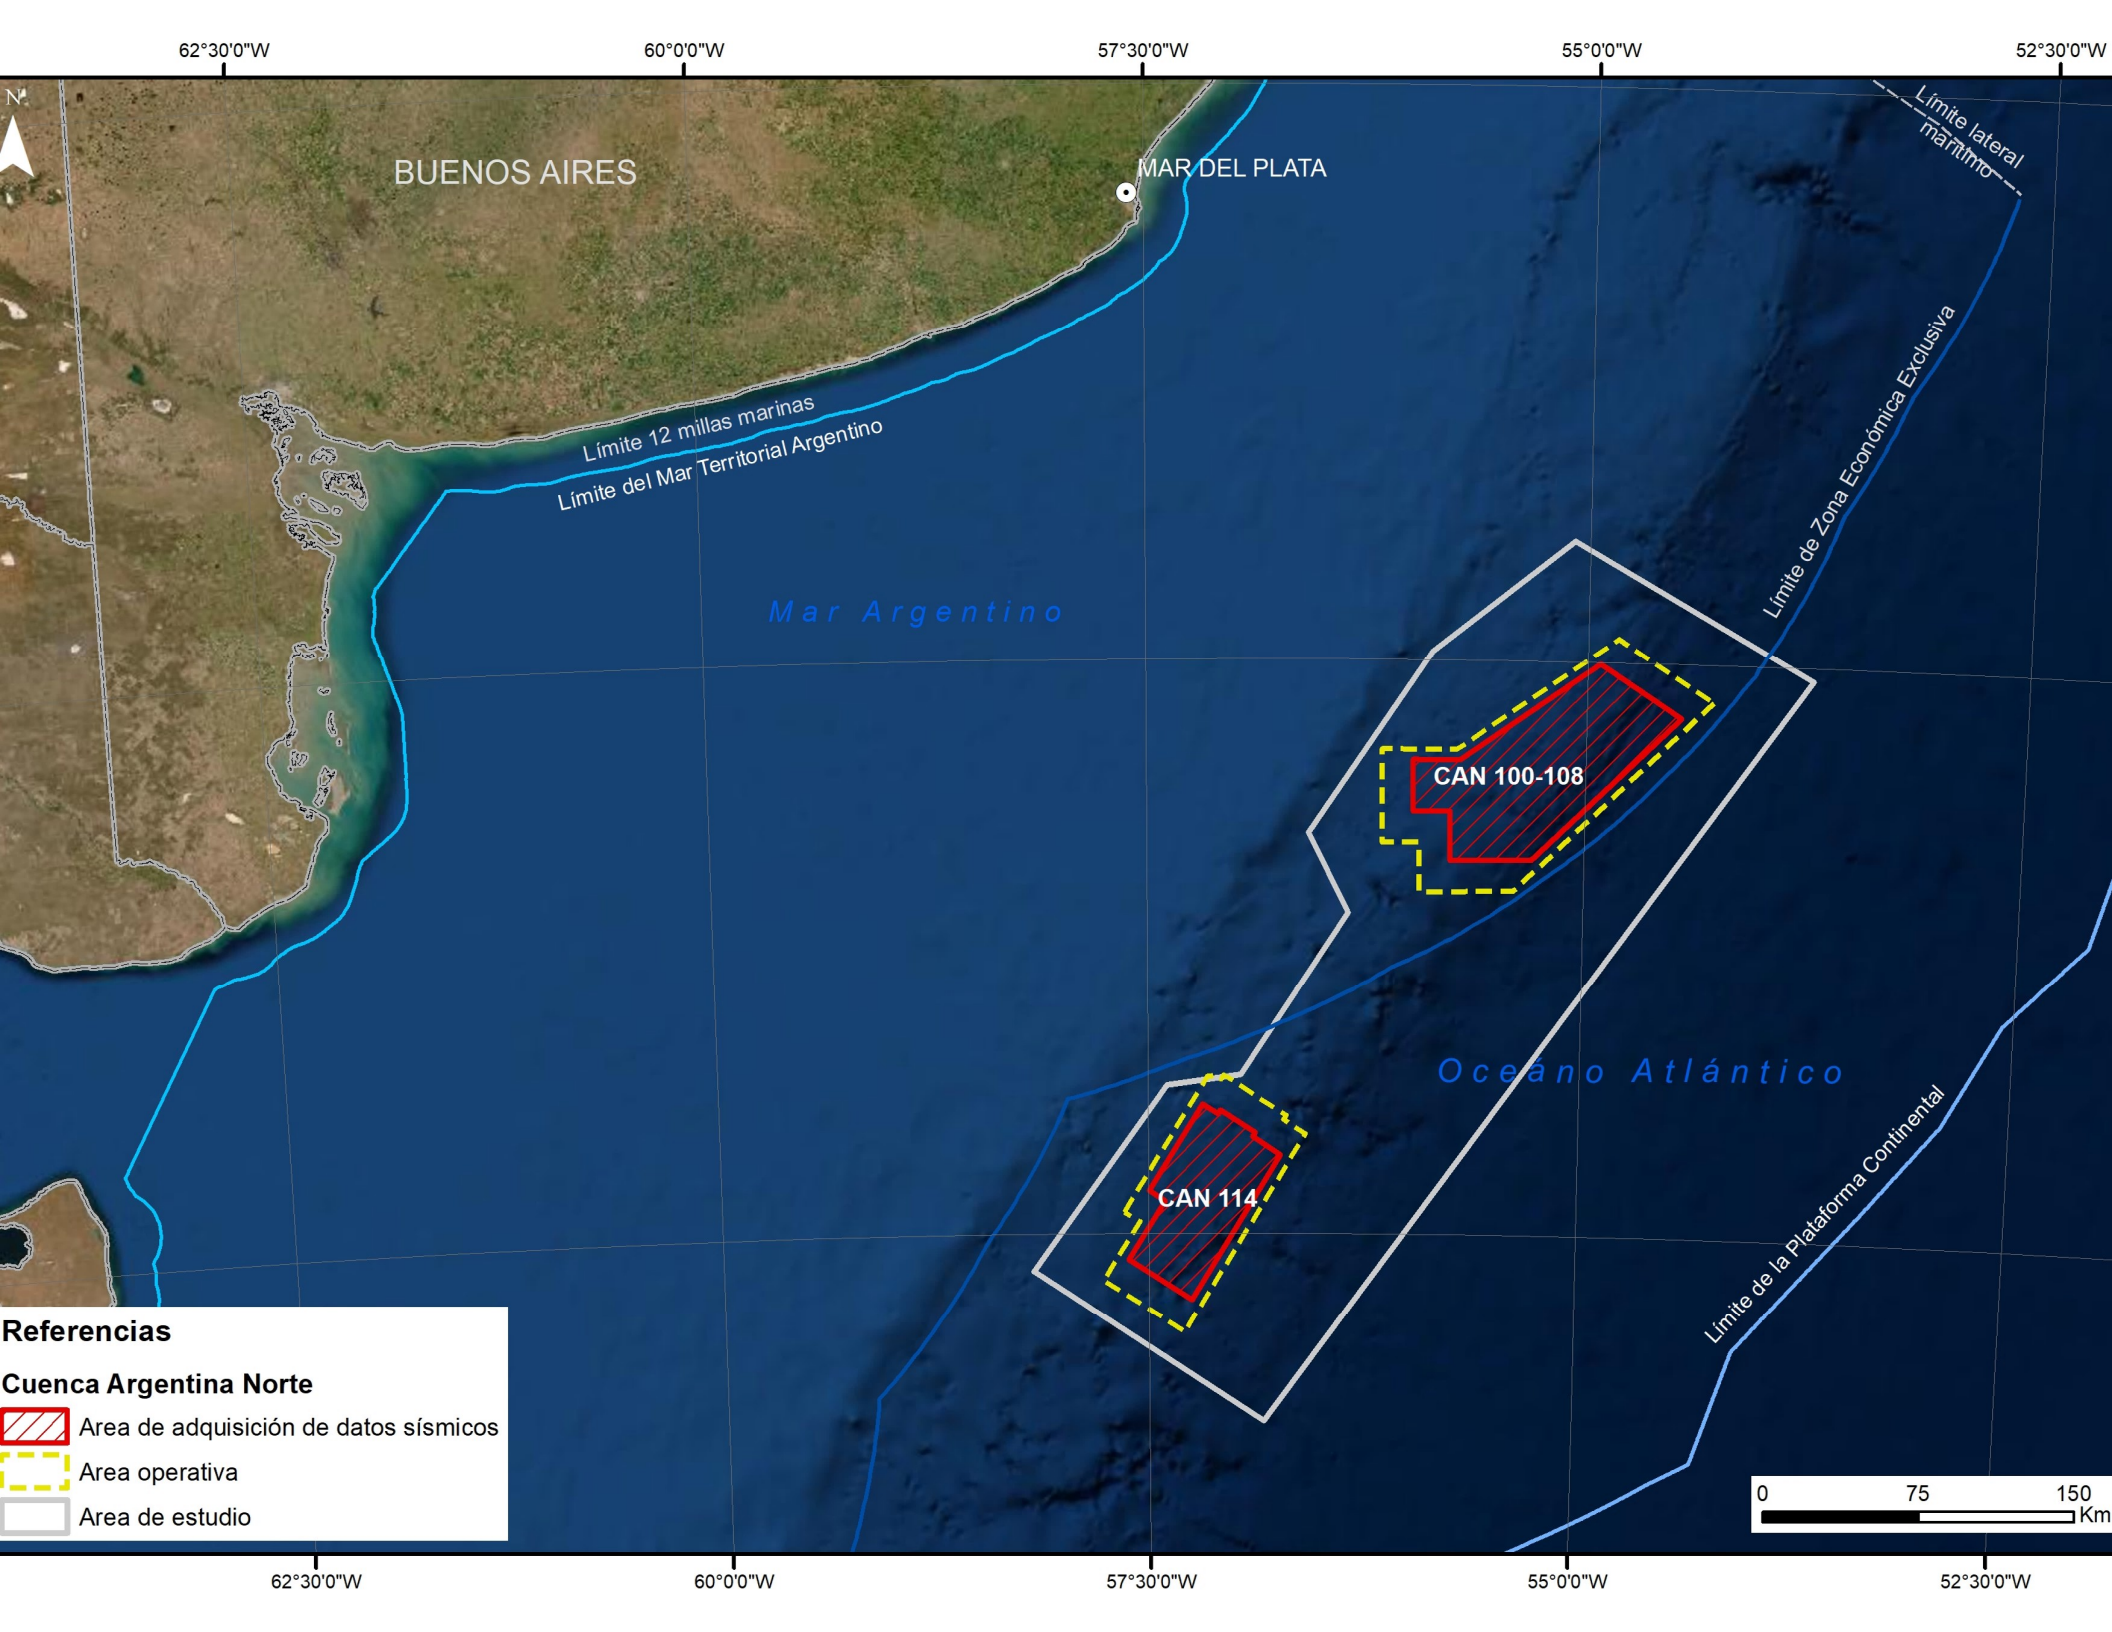 62°30'0"W
60°0'0"W
57°30'0"W
55°0'0"W
52°30'0"W
N
Límite lateral
marítimo
BUENOS AIRES
MAR DEL PLATA
Límite de Zona Económica Exclusiva
Límite 12 millas marinas
Límite del Mar Territorial Argentino
Mar Argentino
CAN 100-108
Oceáno Atlántico
CAN 114
Límite de la Plataforma Continental
Referencias
Cuenca Argentina Norte
Area de adquisición de datos sísmicos
Area operativa
Area de estudio
0 75 150
Km
62°30'0"W
60°0'0"W
57°30'0"W
55°0'0"W
52°30'0"W